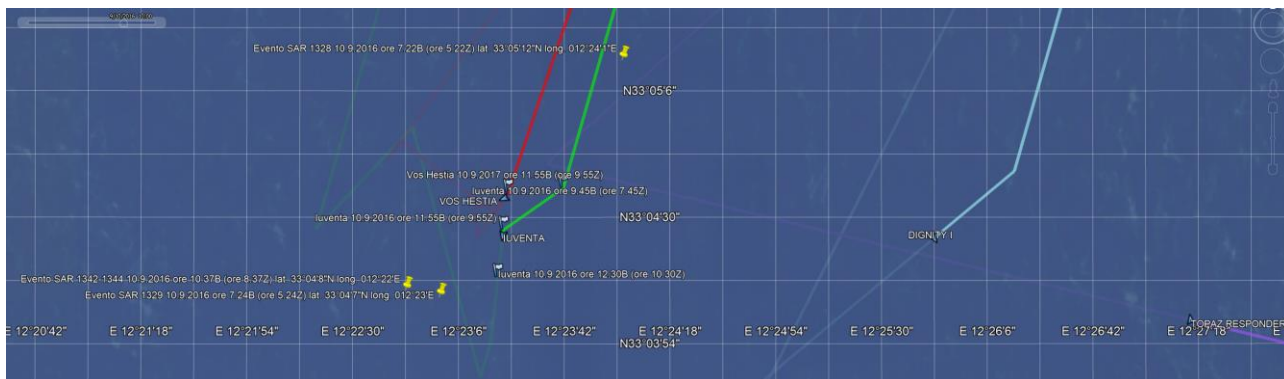 Evento SAR 1328 10 9 2016 ore 7 22B (ore 5 22Z) lat 33°05'12"N long 012°24'1"E
N33°05'6"
Vos Hestia 10 9 2017 ore 11 55B (ore 9 55Z)
Iuventa 10 9 2016 ore 9 45B (ore 7 45Z)
VOS HESTIA
Iuventa 10 9 2016 ore 11 55B (ore 9 55Z)
N33°04'30"
IUVENTA
DIGNITY I
Iuventa 10 9 2016 ore 12 30B (ore 10 30Z)
Evento SAR 1342-1344 10 9 2016 ore 10 37B (ore 8 37Z) lat 33°04'8"N long 012°22'E
Evento SAR 1329 10 9 2016 ore 7 24B (ore 5 24Z) lat 33°04'7"N long 012°23'E
TOPAZ RESPONDER
E 12°20'42" E 12°21'18" E 12°21'54" E 12°22'30" E 12°23'6" E 12°23'42" E 12°24'18" E 12°24'54" E 12°25'30" E 12°26'6" E 12°26'42" E 12°27'18" E
N33°03'54"